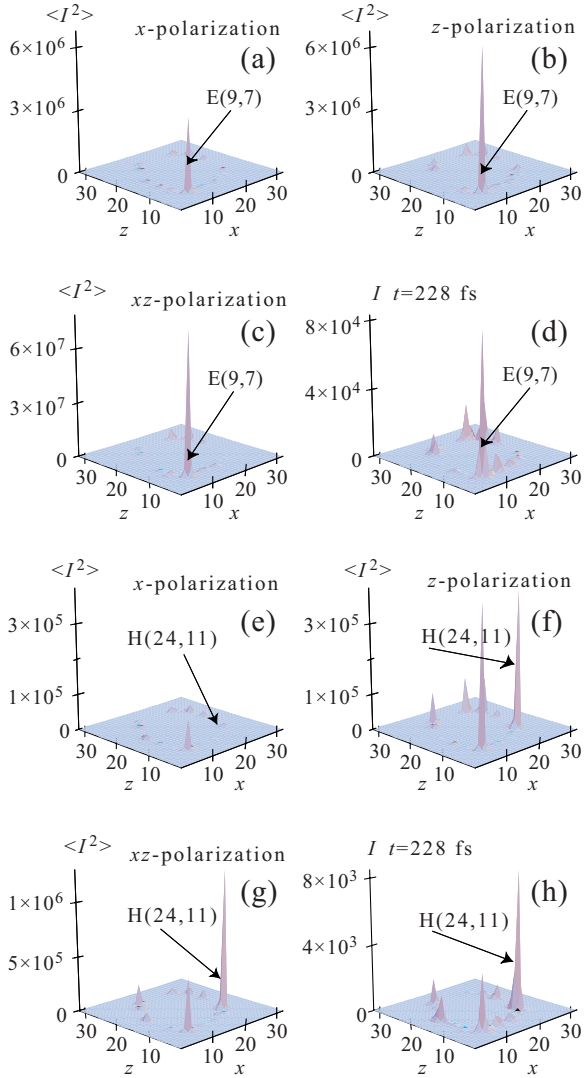 <I²> x-polarization (a)
6×10⁶
3×10⁶
E(9,7)
0
30 20 10 10 20 30
z x
<I²> z-polarization (b)
6×10⁶
3×10⁶
E(9,7)
0
30 20 10 10 20 30
z x
<I²> xz-polarization (c)
6×10⁷
3×10⁷
E(9,7)
0
30 20 10 10 20 30
z x
I t=228 fs (d)
8×10⁴
4×10⁴
E(9,7)
0
30 20 10 10 20 30
z x
<I²> x-polarization (e)
3×10⁵
H(24,11)
1×10⁵
0
30 20 10 10 20 30
z x
<I²> z-polarization (f)
3×10⁵
H(24,11)
1×10⁵
0
30 20 10 10 20 30
z x
<I²> xz-polarization (g)
1×10⁶
H(24,11)
5×10⁵
0
30 20 10 10 20 30
z x
I t=228 fs (h)
8×10³
H(24,11)
4×10³
0
30 20 10 10 20 30
z x